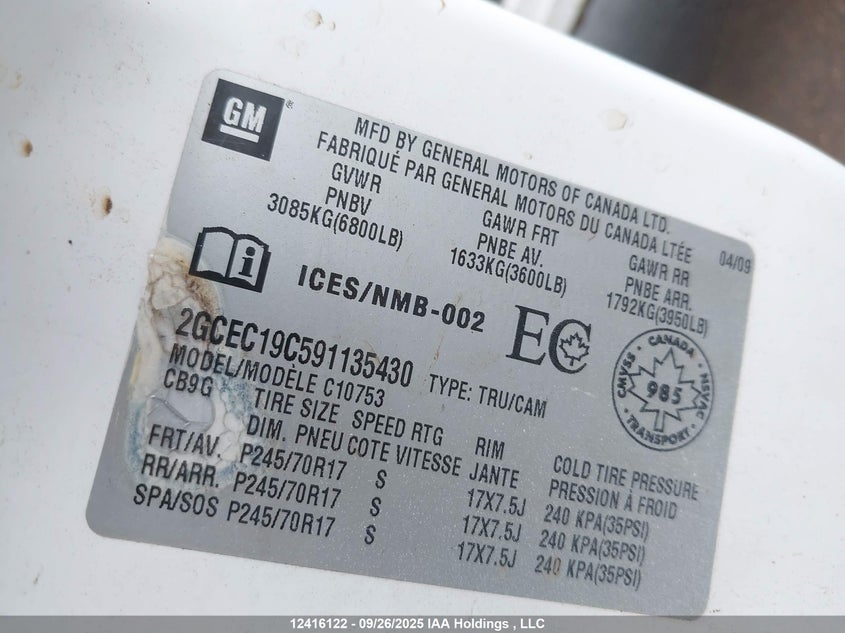 GM
MFD BY GENERAL MOTORS OF CANADA LTD.
FABRIQUÉ PAR GENERAL MOTORS DU CANADA LTÉE
04/09
GVWR
PNBV
3085KG(6800LB)
GAWR FRT
PNBE AV.
1633KG(3600LB)
GAWR RR
PNBE ARR.
1792KG(3950LB)
i
ICES/NMB-002
EC
2GCEC19C591135430
TYPE: TRU/CAM
MODEL/MODÈLE C10753
CB9G
CANADA
CMVSS
NSVAC
985
TRANSPORT
TIRE SIZE SPEED RTG RIM COLD TIRE PRESSURE
DIM. PNEU COTE VITESSE JANTE PRESSION À FROID
FRT/AV. P245/70R17 S 17X7.5J 240 KPA(35PSI)
RR/ARR. P245/70R17 S 17X7.5J 240 KPA(35PSI)
SPA/SOS P245/70R17 S 17X7.5J 240 KPA(35PSI)
12416122 - 09/26/2025 IAA Holdings , LLC